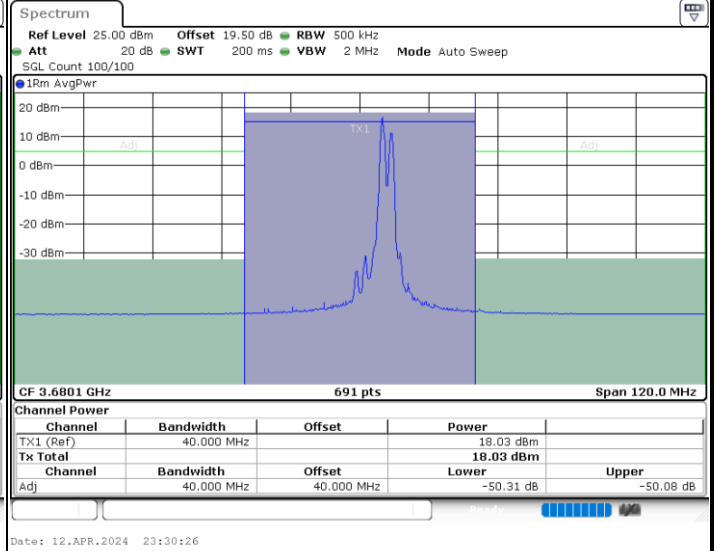 Spectrum
Ref Level 25.00 dBm Offset 19.50 dB RBW 500 kHz
Att 20 dB SWT 200 ms VBW 2 MHz Mode Auto Sweep
SGL Count 100/100
1Rm AvgPwr
20 dBm
TX1
10 dBm
Adj Adj
0 dBm
-10 dBm
-20 dBm
-30 dBm
CF 3.6801 GHz 691 pts Span 120.0 MHz
Channel Power
Channel Bandwidth Offset Power
TX1 (Ref) 40.000 MHz 18.03 dBm
Tx Total 18.03 dBm
Channel Bandwidth Offset Lower Upper
Adj 40.000 MHz 40.000 MHz -50.31 dB -50.08 dB
Ready
Date: 12.APR.2024 23:30:26